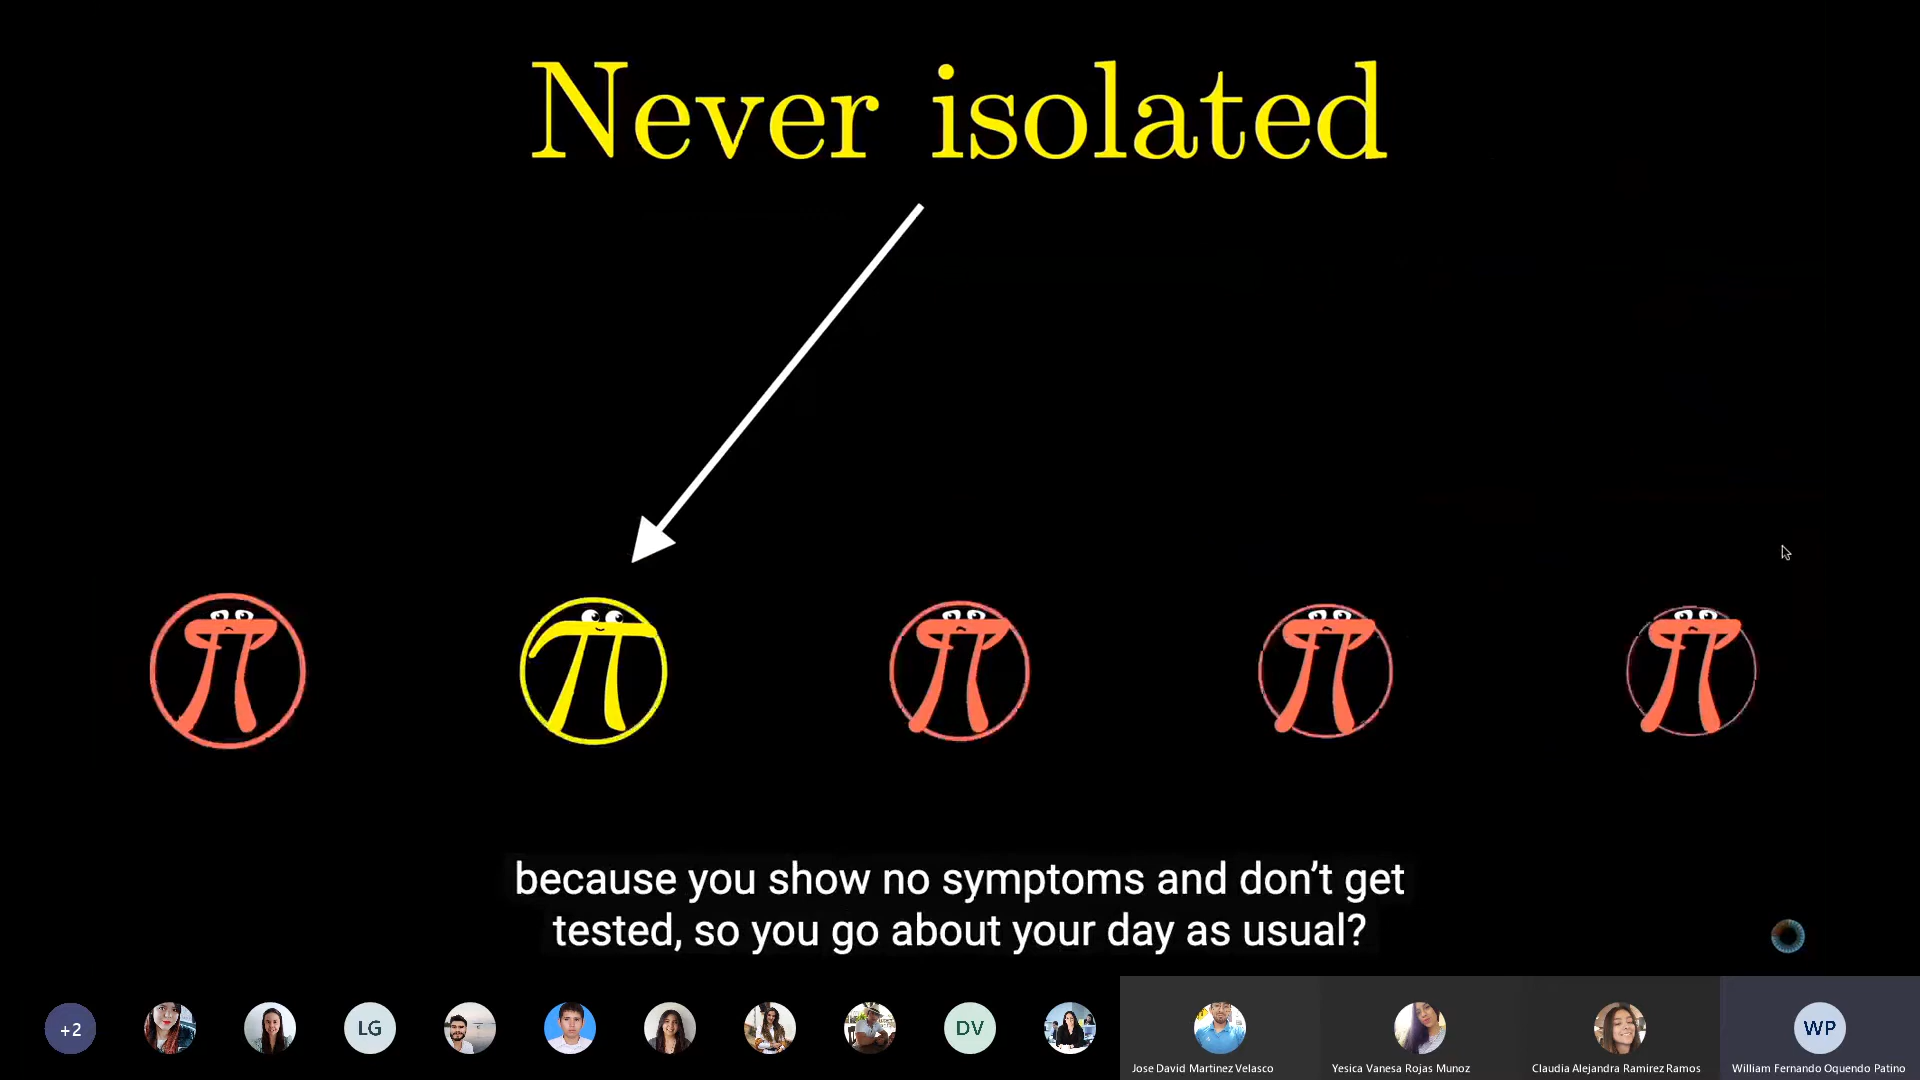 Never isolated
because you show no symptoms and don’t get
tested, so you go about your day as usual?
+2
LG
DV
WP
Jose David Martinez Velasco
Yesica Vanesa Rojas Munoz
Claudia Alejandra Ramirez Ramos
William Fernando Oquendo Patino